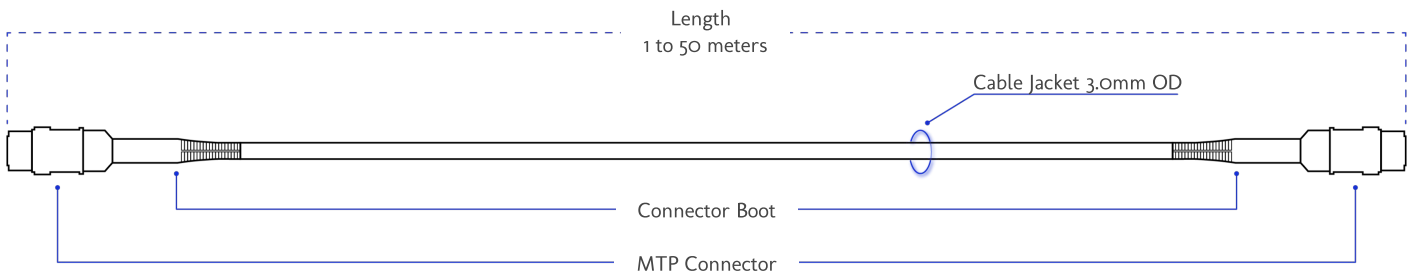 Length
1 to 50 meters
Cable Jacket 3.0mm OD
Connector Boot
MTP Connector